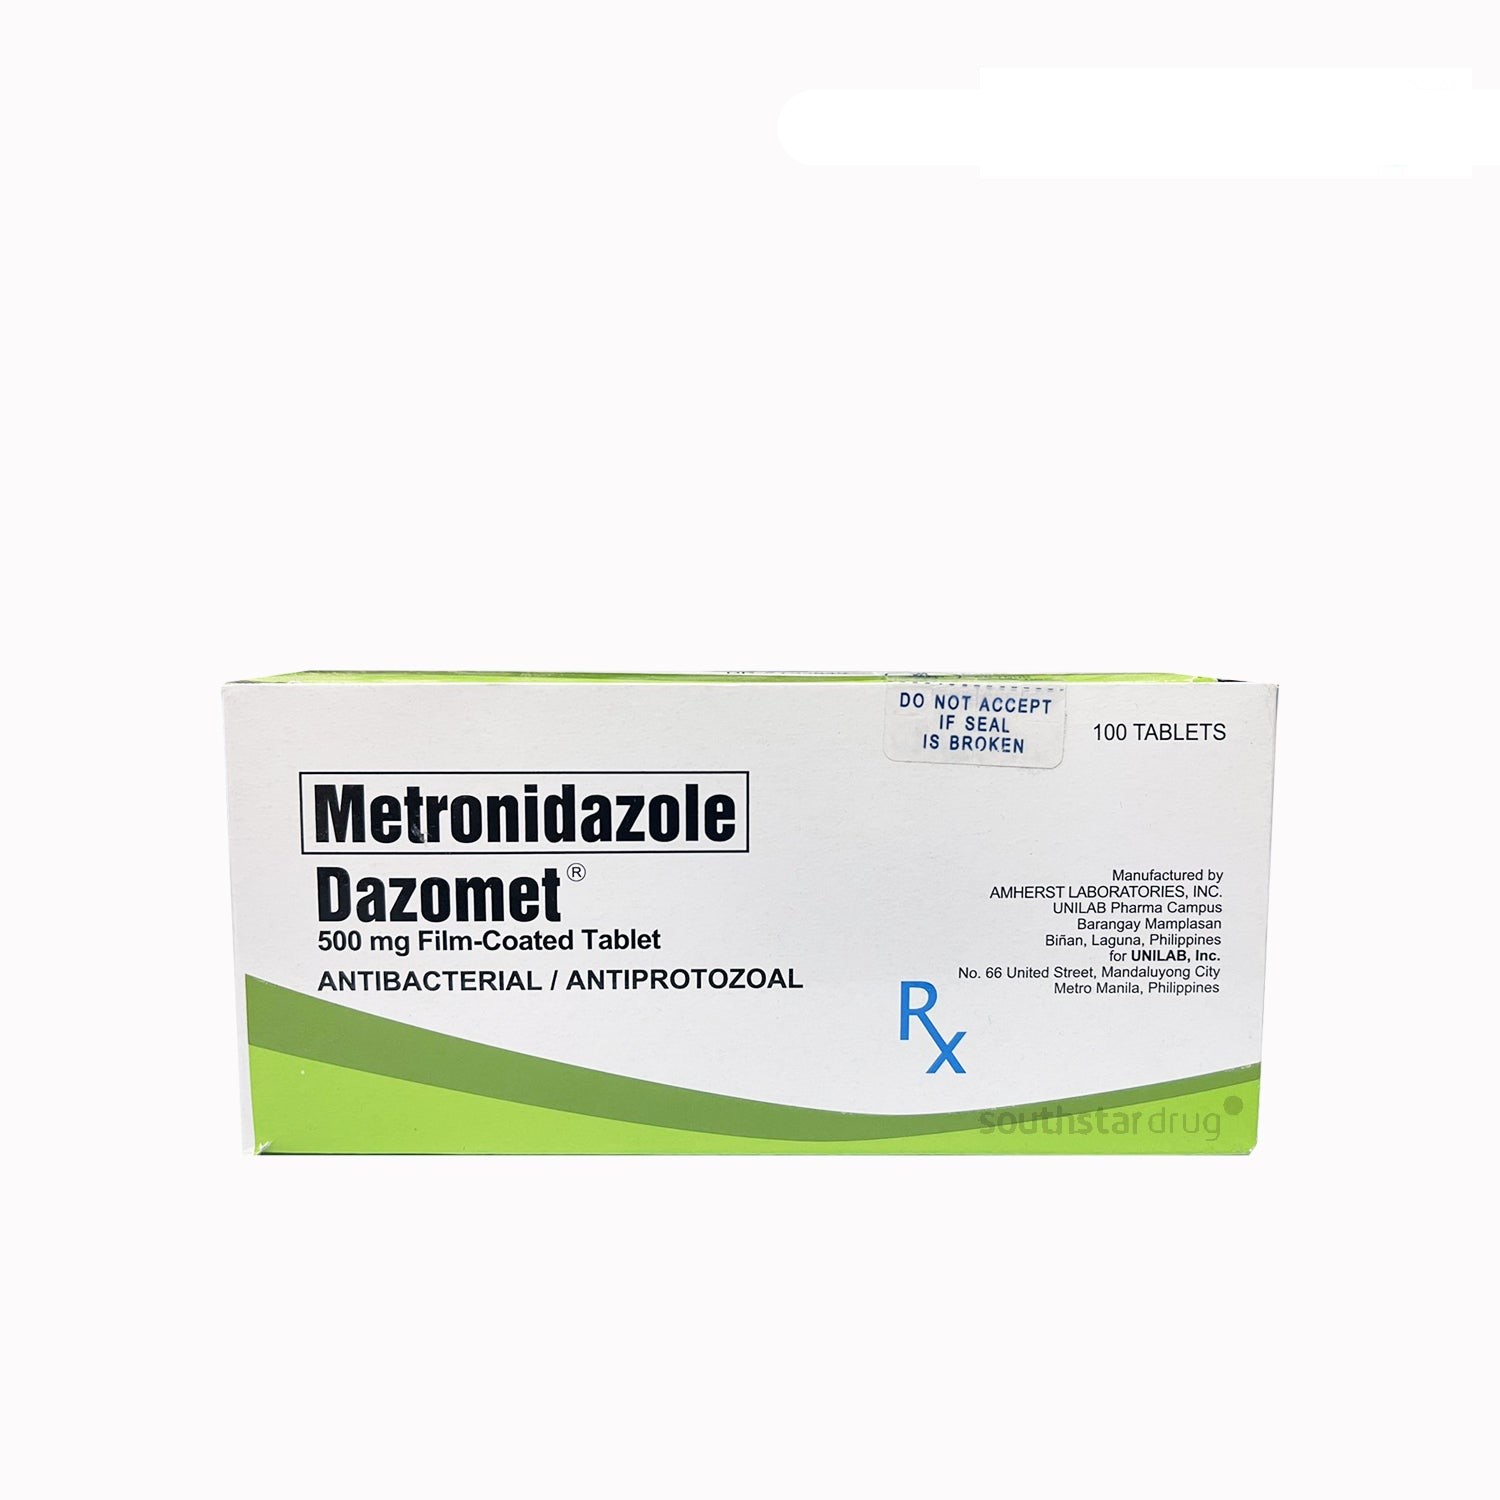 DO NOT ACCEPT
IF SEAL
IS BROKEN
100 TABLETS
Metronidazole
Dazomet®
500 mg Film-Coated Tablet
ANTIBACTERIAL / ANTIPROTOZOAL
Manufactured by
AMHERST LABORATORIES, INC.
UNILAB Pharma Campus
Barangay Mamplasan
Biñan, Laguna, Philippines
for UNILAB, Inc.
No. 66 United Street, Mandaluyong City
Metro Manila, Philippines
Rx
southstardrug